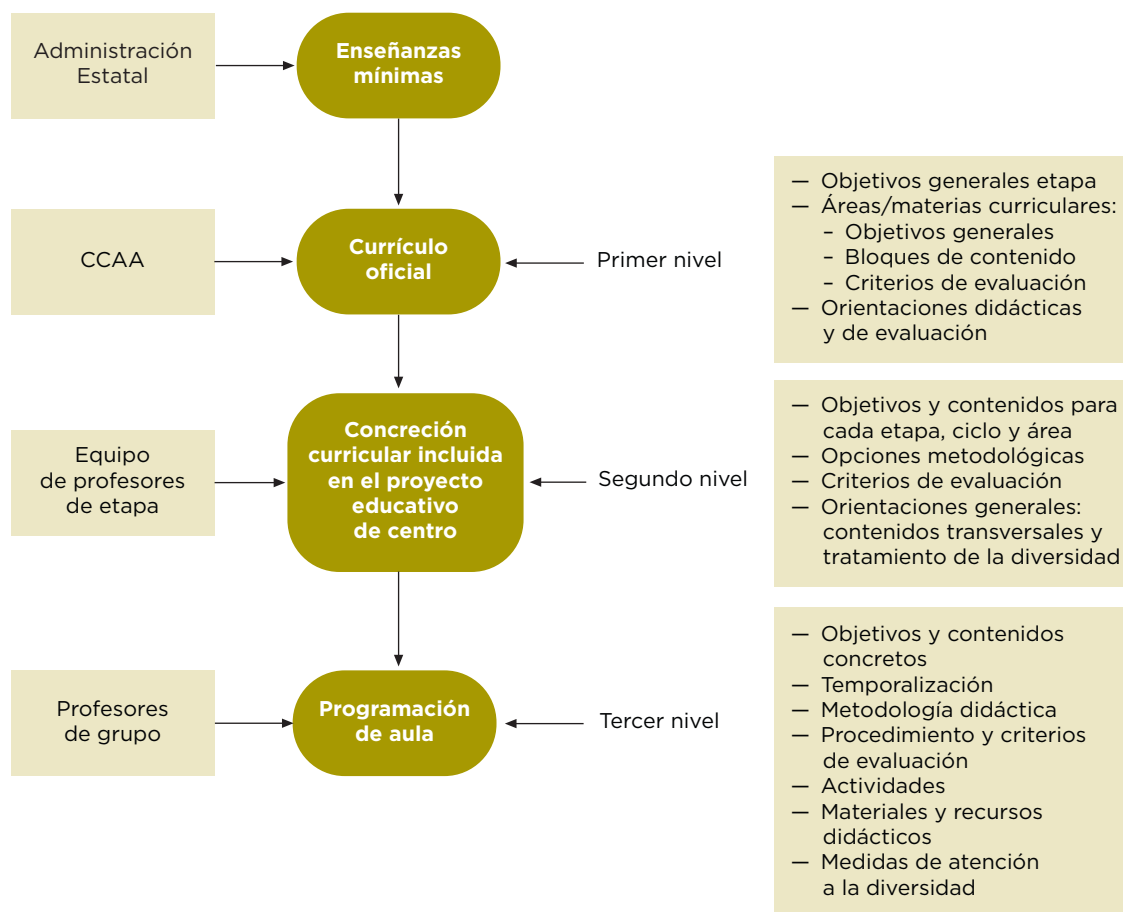 Administración
Estatal
Enseñanzas
mínimas
CCAA
Currículo
oficial
Primer nivel
— Objetivos generales etapa
— Áreas/materias curriculares:
– Objetivos generales
– Bloques de contenido
– Criterios de evaluación
— Orientaciones didácticas
y de evaluación
Equipo
de profesores
de etapa
Concreción
curricular incluida
en el proyecto
educativo
de centro
Segundo nivel
— Objetivos y contenidos para
cada etapa, ciclo y área
— Opciones metodológicas
— Criterios de evaluación
— Orientaciones generales:
contenidos transversales y
tratamiento de la diversidad
Profesores
de grupo
Programación
de aula
Tercer nivel
— Objetivos y contenidos
concretos
— Temporalización
— Metodología didáctica
— Procedimiento y criterios
de evaluación
— Actividades
— Materiales y recursos
didácticos
— Medidas de atención
a la diversidad